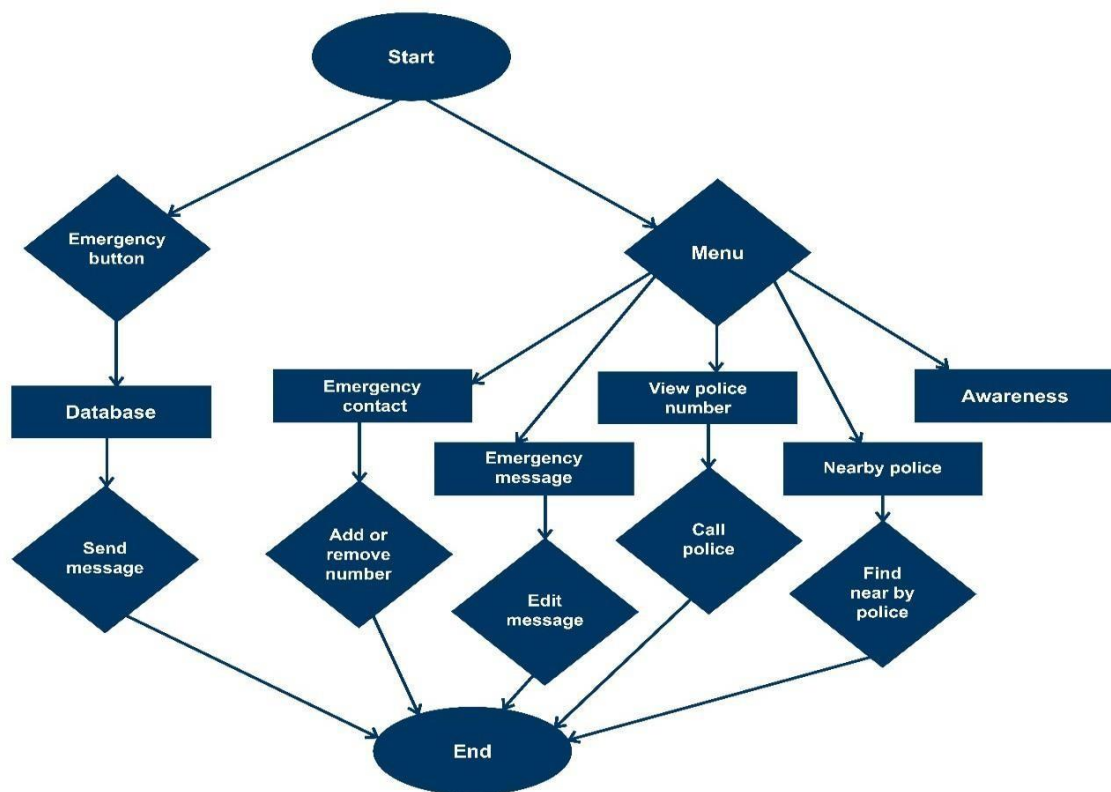 Start
Emergency
button
Menu
Database
Emergency
contact
View police
number
Awareness
Emergency
message
Nearby police
Send
message
Add or
remove
number
Call
police
Edit
message
Find
near by
police
End